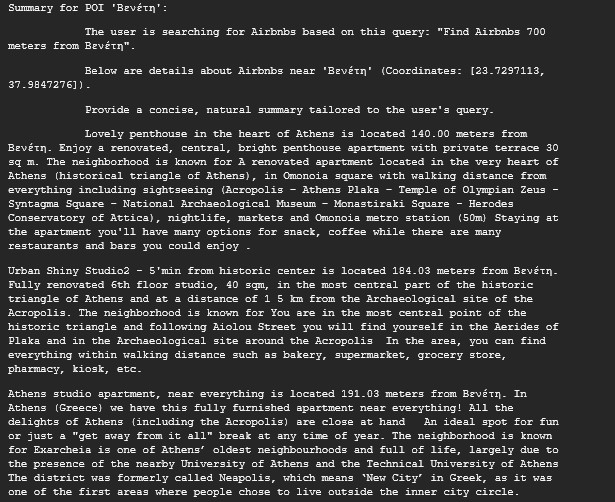 Summary for POI 'Βενέτη':
The user is searching for Airbnbs based on this query: "Find Airbnbs 700
meters from Βενέτη".
Below are details about Airbnbs near 'Βενέτη' (Coordinates: [23.7297113,
37.9847276]).
Provide a concise, natural summary tailored to the user's query.
Lovely penthouse in the heart of Athens is located 140.00 meters from
Βενέτη. Enjoy a renovated, central, bright penthouse apartment with private terrace 30
sq m. The neighborhood is known for A renovated apartment located in the very heart of
Athens (historical triangle of Athens), in Omonoia square with walking distance from
everything including sightseeing (Acropolis – Athens Plaka – Temple of Olympian Zeus –
Syntagma Square – National Archaeological Museum – Monastiraki Square – Herodes
Conservatory of Attica), nightlife, markets and Omonoia metro station (50m) Staying at
the apartment you'll have many options for snack, coffee while there are many
restaurants and bars you could enjoy .
Urban Shiny Studio2 - 5'min from historic center is located 184.03 meters from Βενέτη.
Fully renovated 6th floor studio, 40 sqm, in the most central part of the historic
triangle of Athens and at a distance of 1 5 km from the Archaeological site of the
Acropolis. The neighborhood is known for You are in the most central point of the
historic triangle and following Aiolou Street you will find yourself in the Aerides of
Plaka and in the Archaeological site around the Acropolis  In the area, you can find
everything within walking distance such as bakery, supermarket, grocery store,
pharmacy, kiosk, etc.
Athens studio apartment, near everything is located 191.03 meters from Βενέτη. In
Athens (Greece) we have this fully furnished apartment near everything! All the
delights of Athens (including the Acropolis) are close at hand   An ideal spot for fun
or just a "get away from it all" break at any time of year. The neighborhood is known
for Exarcheia is one of Athens' oldest neighbourhoods and full of life, largely due to
the presence of the nearby University of Athens and the Technical University of Athens
The district was formerly called Neapolis, which means 'New City' in Greek, as it was
one of the first areas where people chose to live outside the inner city circle.